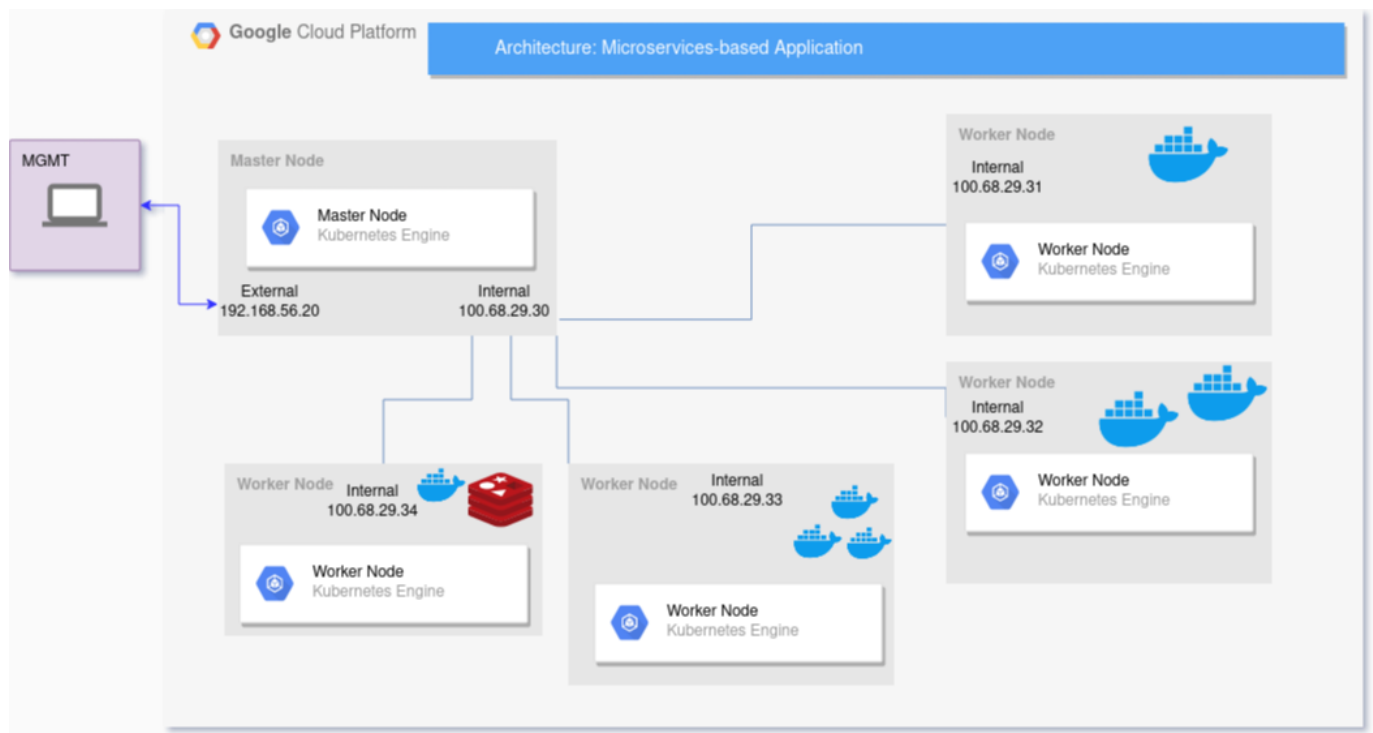 Google Cloud Platform
Architecture: Microservices-based Application
MGMT
Master Node
Master Node
Kubernetes Engine
External
192.168.56.20
Internal
100.68.29.30
Worker Node
Internal
100.68.29.31
Worker Node
Kubernetes Engine
Worker Node
Internal
100.68.29.32
Worker Node
Kubernetes Engine
Worker Node
Internal
100.68.29.34
Worker Node
Kubernetes Engine
Worker Node
Internal
100.68.29.33
Worker Node
Kubernetes Engine